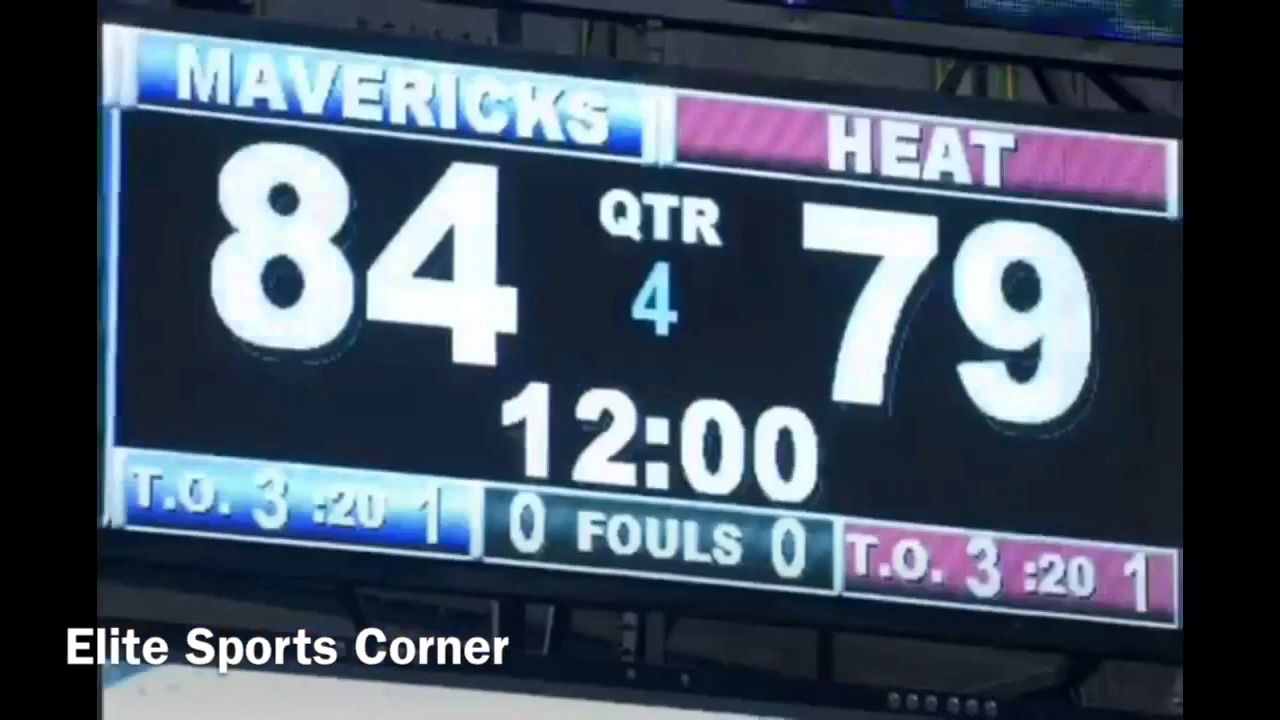 MAVERICKS HEAT
84 QTR 79
4
12:00
T.O. 3 :20 1 0 FOULS 0 T.O. 3 :20 1
Elite Sports Corner